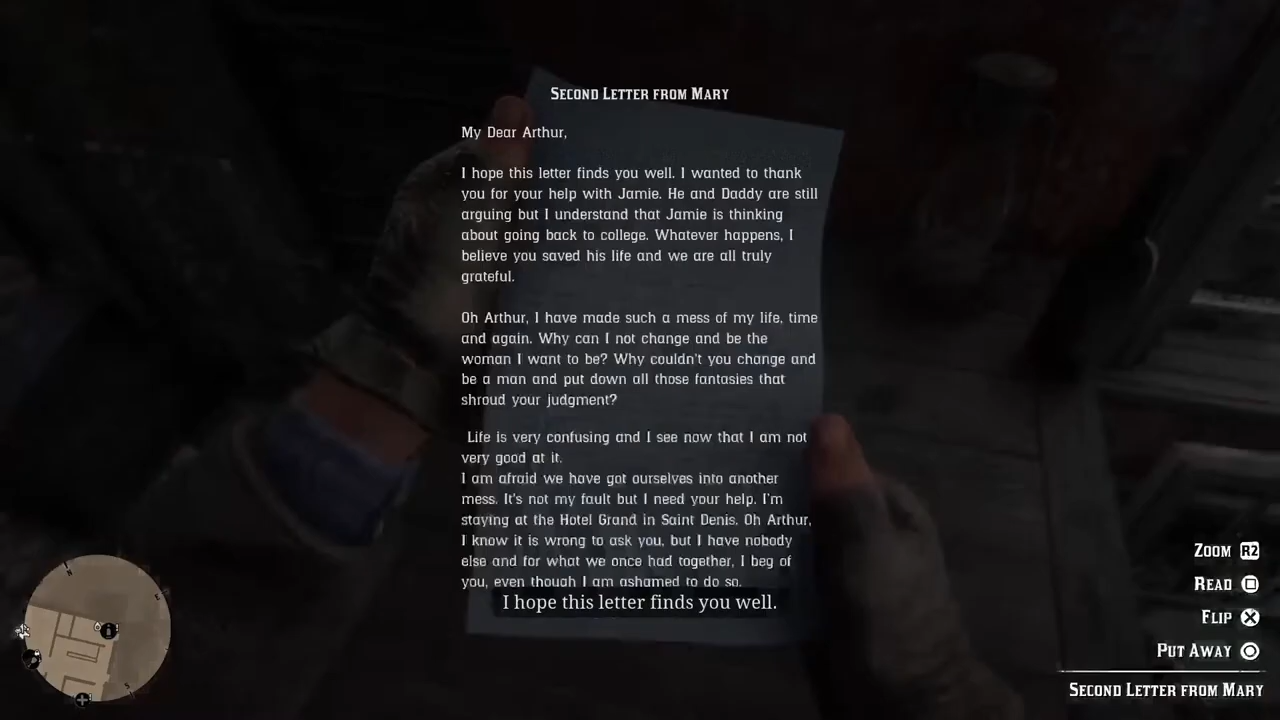 Second Letter from Mary
My Dear Arthur,
I hope this letter finds you well. I wanted to thank
you for your help with Jamie. He and Daddy are still
arguing but I understand that Jamie is thinking
about going back to college. Whatever happens, I
believe you saved his life and we are all truly
grateful.
Oh Arthur, I have made such a mess of my life, time
and again. Why can I not change and be the
woman I want to be? Why couldn't you change and
be a man and put down all those fantasies that
shroud your judgment?
Life is very confusing and I see now that I am not
very good at it.
I am afraid we have got ourselves into another
mess. It's not my fault but I need your help. I'm
staying at the Hotel Grand in Saint Denis. Oh Arthur,
I know it is wrong to ask you, but I have nobody
else and for what we once had together, I beg of
you, even though I am ashamed to do so.
I hope this letter finds you well.
Zoom R2
Read
Flip
Put Away
Second Letter from Mary